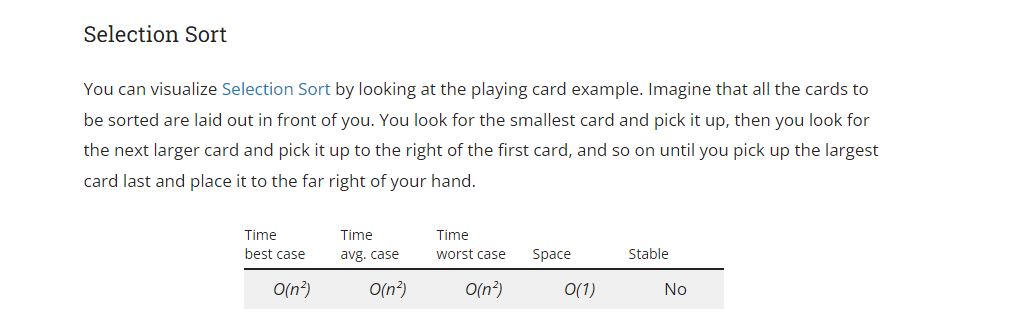 Selection Sort
You can visualize Selection Sort by looking at the playing card example. Imagine that all the cards to
be sorted are laid out in front of you. You look for the smallest card and pick it up, then you look for
the next larger card and pick it up to the right of the first card, and so on until you pick up the largest
card last and place it to the far right of your hand.
Time Time Time
best case avg. case worst case Space Stable
O(n²) O(n²) O(n²) O(1) No